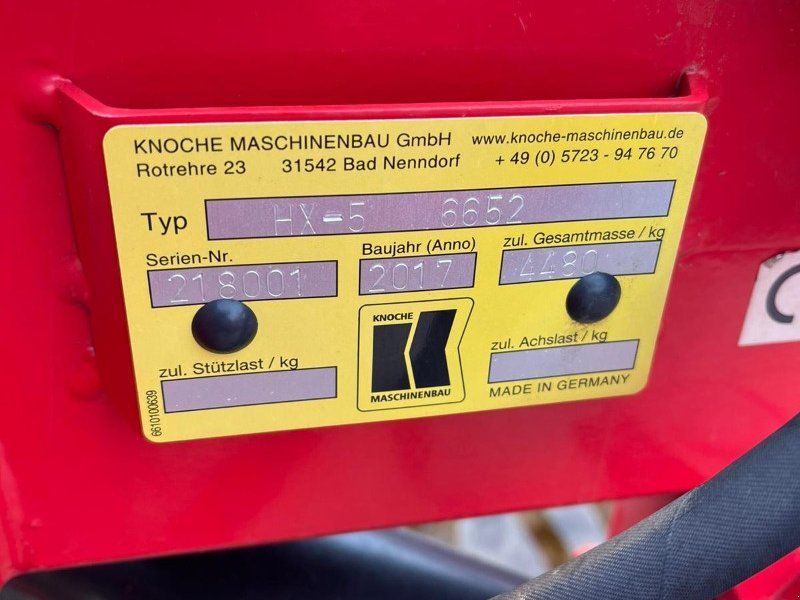 KNOCHE MASCHINENBAU GmbH www.knoche-maschinenbau.de
Rotrehre 23 31542 Bad Nenndorf + 49 (0) 5723 - 94 76 70
Typ HX-5 6652
Serien-Nr. Baujahr (Anno) zul. Gesamtmasse / kg
218001 2017 4480
KNOCHE
MASCHINENBAU
zul. Stützlast / kg zul. Achslast / kg
MADE IN GERMANY
6610100639